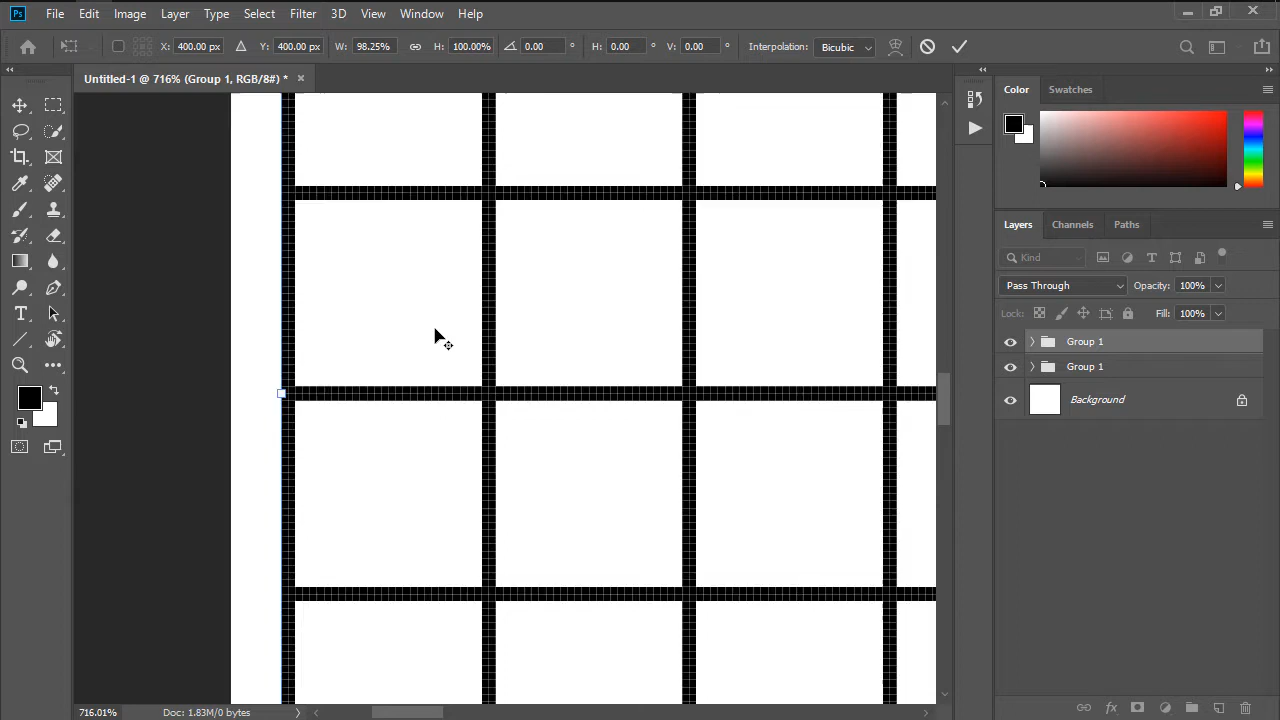 Ps File Edit Image Layer Type Select Filter 3D View Window Help
X: 400.00 px Y: 400.00 px W: 98.25% H: 100.00% 0.00 ° H: 0.00 ° V: 0.00 ° Interpolation: Bicubic
Untitled-1 @ 716% (Group 1, RGB/8#) * ×
Color Swatches
Layers Channels Paths
Kind
Pass Through Opacity: 100%
Lock: Fill: 100%
Group 1
Group 1
Background
716.01% Doc: 1.83M/0 bytes